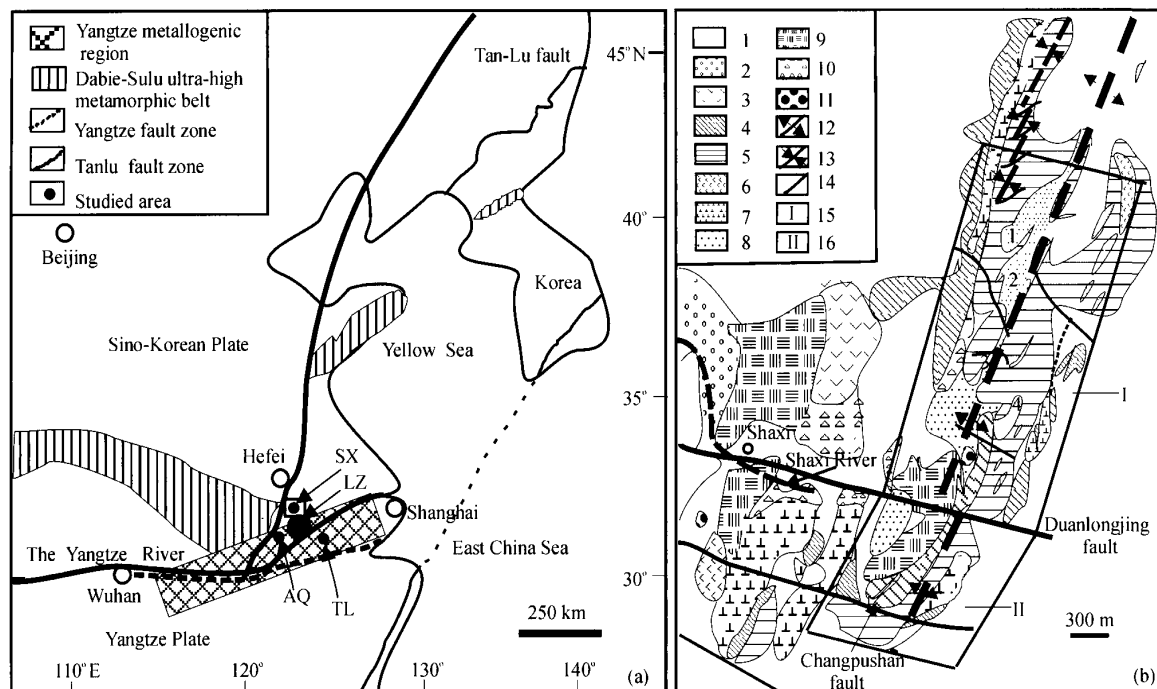 Yangtze metallogenic
region
Dabie-Sulu ultra-high
metamorphic belt
Yangtze fault zone
Tanlu fault zone
Studied area
Beijing
Tan-Lu fault
45°N
40°
Korea
Sino-Korean Plate
Yellow Sea
35°
Hefei
SX
LZ
Shanghai
The Yangtze River
East China Sea
30°
Wuhan
AQ
TL
Yangtze Plate
250 km
110°E
120°
130°
140°
(a)
1
2
3
4
5
6
7
8
9
10
11
12
13
14
I 15
II 16
1
2
4
I
Shaxi
Shaxi River
Duanlongjing
fault
II
300 m
Changpushan
fault
(b)